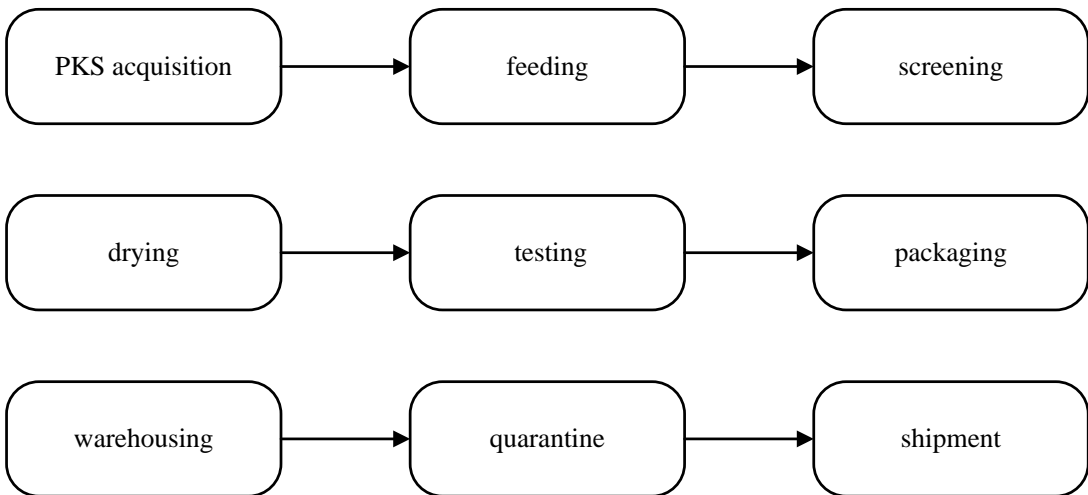 PKS acquisition
feeding
screening
drying
testing
packaging
warehousing
quarantine
shipment